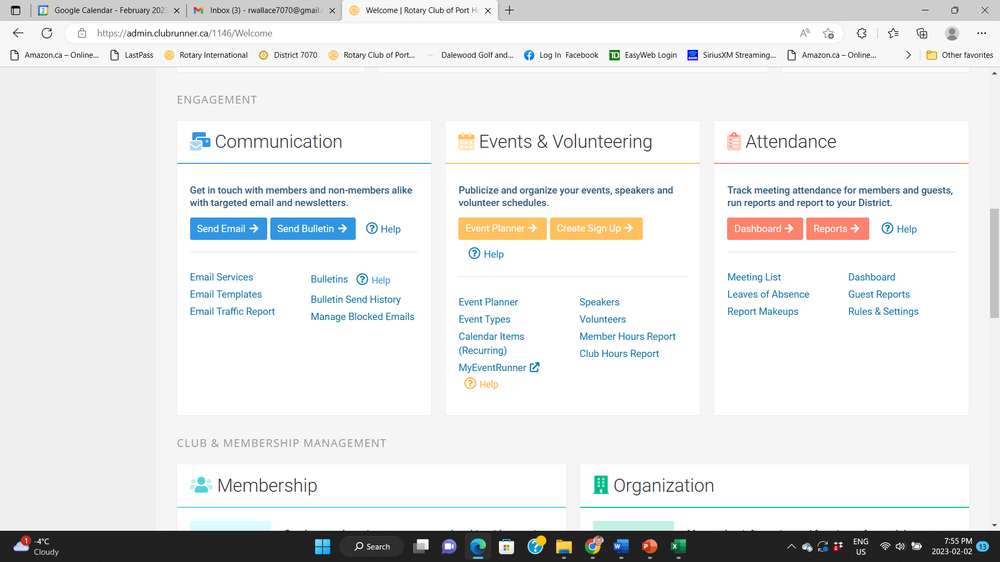 Google Calendar - February 2023
Inbox (3) - rwallace7070@gmail.c
Welcome | Rotary Club of Port H
https://admin.clubrunner.ca/1146/Welcome
Amazon.ca – Online...
LastPass
Rotary International
District 7070
Rotary Club of Port...
Dalewood Golf and...
Log In Facebook
TD EasyWeb Login
SiriusXM Streaming...
Amazon.ca – Online...
Other favorites
ENGAGEMENT
Communication
Get in touch with members and non-members alike
with targeted email and newsletters.
Send Email
Send Bulletin
Help
Email Services
Email Templates
Email Traffic Report
Bulletins
Help
Bulletin Send History
Manage Blocked Emails
Events & Volunteering
Publicize and organize your events, speakers and
volunteer schedules.
Event Planner
Create Sign Up
Help
Event Planner
Event Types
Calendar Items
(Recurring)
MyEventRunner
Help
Speakers
Volunteers
Member Hours Report
Club Hours Report
Attendance
Track meeting attendance for members and guests,
run reports and report to your District.
Dashboard
Reports
Help
Meeting List
Leaves of Absence
Report Makeups
Dashboard
Guest Reports
Rules & Settings
CLUB & MEMBERSHIP MANAGEMENT
Membership
Organization
1
-4°C
Cloudy
Search
ENG
US
7:55 PM
2023-02-02
13